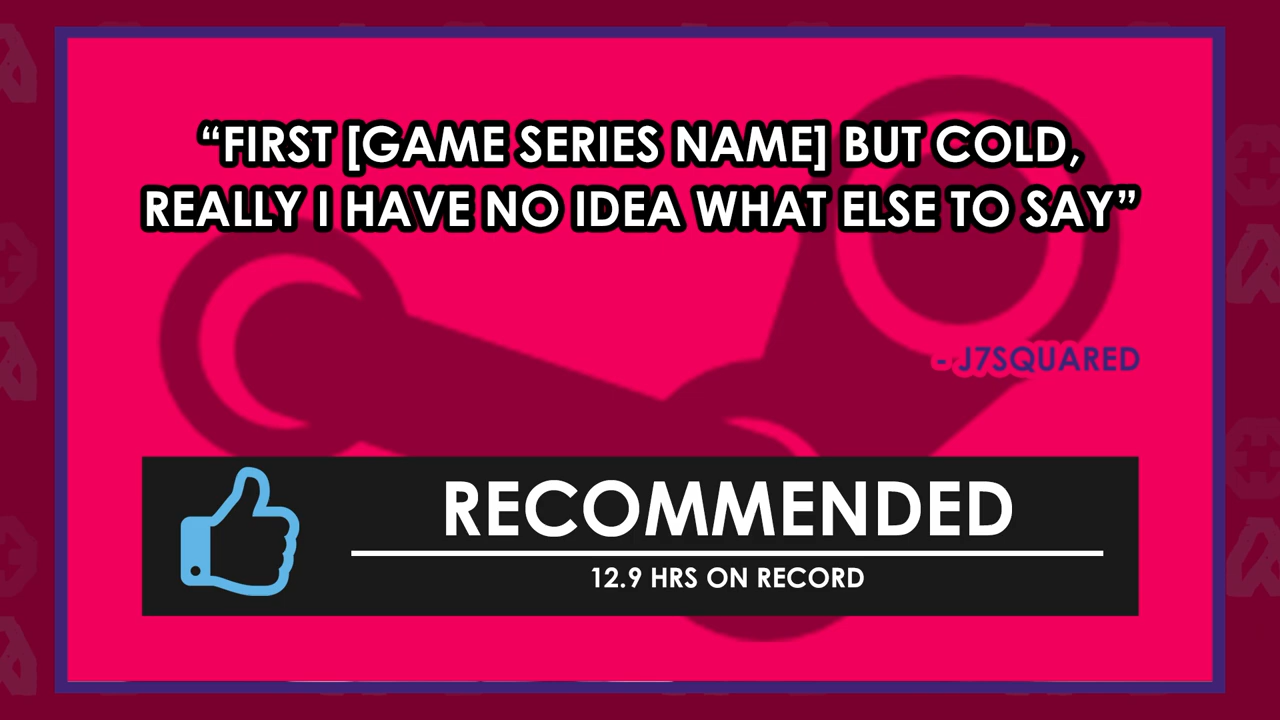 “FIRST [GAME SERIES NAME] BUT COLD,
REALLY I HAVE NO IDEA WHAT ELSE TO SAY”
- J7SQUARED
RECOMMENDED
12.9 HRS ON RECORD